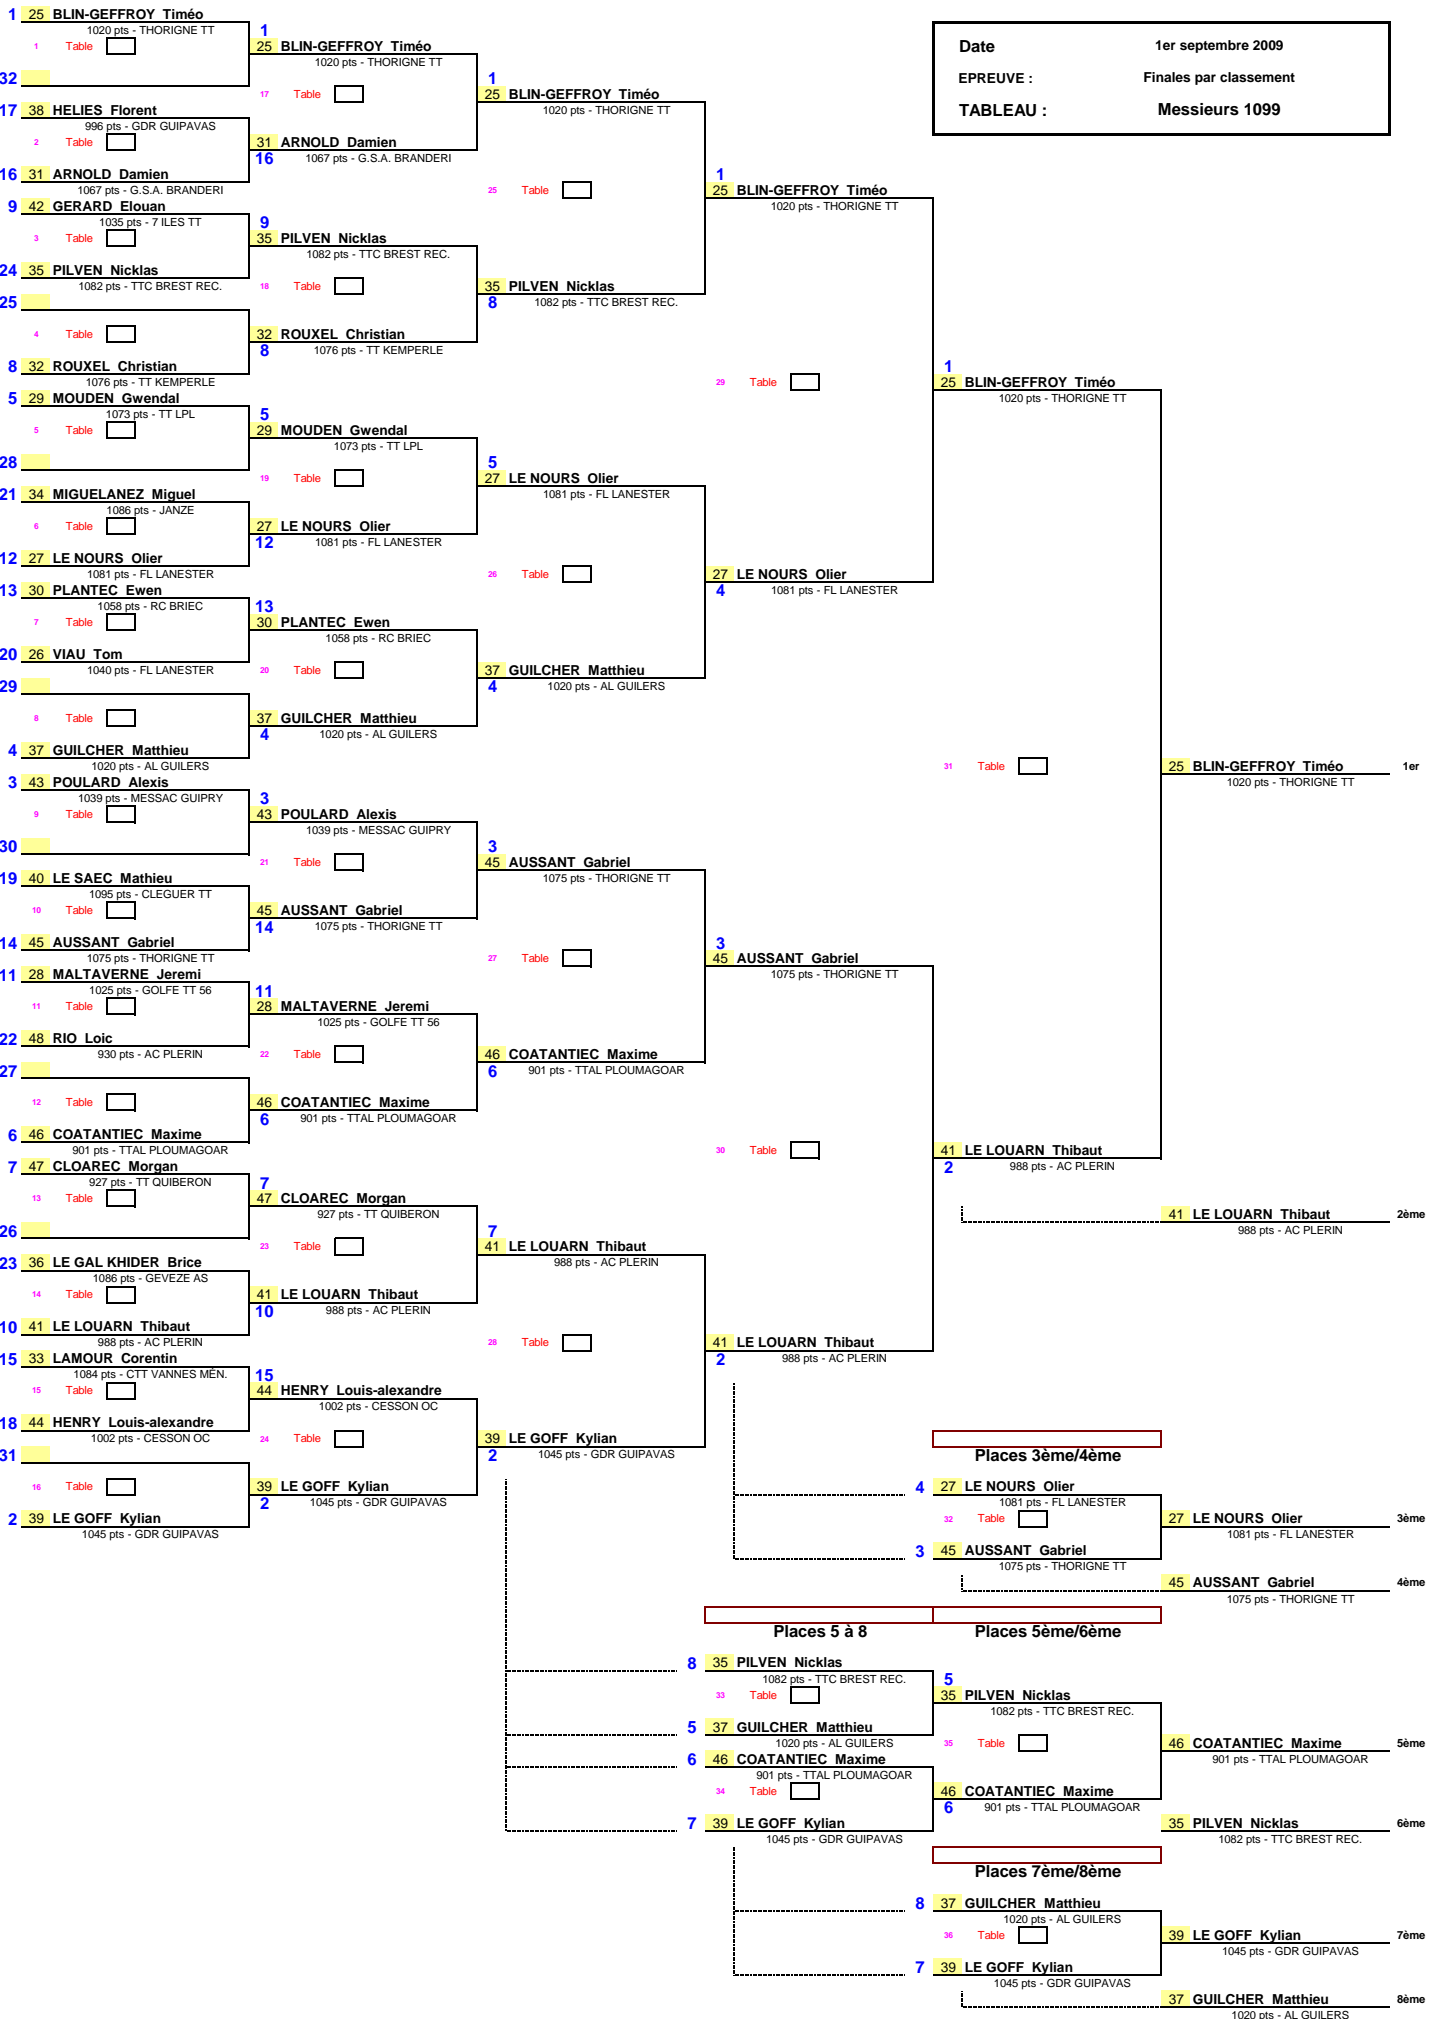 Date 1er septembre 2009
EPREUVE : Finales par classement
TABLEAU : Messieurs 1099
1 25 BLIN-GEFFROY Timéo
1020 pts - THORIGNE TT
1 Table
32
17 38 HELIES Florent
996 pts - GDR GUIPAVAS
2 Table
16 31 ARNOLD Damien
1067 pts - G.S.A. BRANDERI
9 42 GERARD Elouan
1035 pts - 7 ILES TT
3 Table
24 35 PILVEN Nicklas
1082 pts - TTC BREST REC.
25
4 Table
8 32 ROUXEL Christian
1076 pts - TT KEMPERLE
5 29 MOUDEN Gwendal
1073 pts - TT LPL
5 Table
28
21 34 MIGUELANEZ Miguel
1086 pts - JANZE
6 Table
12 27 LE NOURS Olier
1081 pts - FL LANESTER
13 30 PLANTEC Ewen
1058 pts - RC BRIEC
7 Table
20 26 VIAU Tom
1040 pts - FL LANESTER
29
8 Table
4 37 GUILCHER Matthieu
1020 pts - AL GUILERS
3 43 POULARD Alexis
1039 pts - MESSAC GUIPRY
9 Table
30
19 40 LE SAEC Mathieu
1095 pts - CLEGUER TT
10 Table
14 45 AUSSANT Gabriel
1075 pts - THORIGNE TT
11 28 MALTAVERNE Jeremi
1025 pts - GOLFE TT 56
11 Table
22 48 RIO Loic
930 pts - AC PLERIN
27
12 Table
6 46 COATANTIEC Maxime
901 pts - TTAL PLOUMAGOAR
7 47 CLOAREC Morgan
927 pts - TT QUIBERON
13 Table
26
23 36 LE GAL KHIDER Brice
1086 pts - GEVEZE AS
14 Table
10 41 LE LOUARN Thibaut
988 pts - AC PLERIN
15 33 LAMOUR Corentin
1084 pts - CTT VANNES MÉN.
15 Table
18 44 HENRY Louis-alexandre
1002 pts - CESSON OC
31
16 Table
2 39 LE GOFF Kylian
1045 pts - GDR GUIPAVAS
1
25 BLIN-GEFFROY Timéo
1020 pts - THORIGNE TT
17 Table
31 ARNOLD Damien
16 1067 pts - G.S.A. BRANDERI
9
35 PILVEN Nicklas
1082 pts - TTC BREST REC.
18 Table
32 ROUXEL Christian
8 1076 pts - TT KEMPERLE
5
29 MOUDEN Gwendal
1073 pts - TT LPL
19 Table
27 LE NOURS Olier
12 1081 pts - FL LANESTER
13
30 PLANTEC Ewen
1058 pts - RC BRIEC
20 Table
37 GUILCHER Matthieu
4 1020 pts - AL GUILERS
3
43 POULARD Alexis
1039 pts - MESSAC GUIPRY
21 Table
45 AUSSANT Gabriel
14 1075 pts - THORIGNE TT
11
28 MALTAVERNE Jeremi
1025 pts - GOLFE TT 56
22 Table
46 COATANTIEC Maxime
6 901 pts - TTAL PLOUMAGOAR
7
47 CLOAREC Morgan
927 pts - TT QUIBERON
23 Table
41 LE LOUARN Thibaut
10 988 pts - AC PLERIN
15
44 HENRY Louis-alexandre
1002 pts - CESSON OC
24 Table
39 LE GOFF Kylian
2 1045 pts - GDR GUIPAVAS
1
25 BLIN-GEFFROY Timéo
1020 pts - THORIGNE TT
25 Table
35 PILVEN Nicklas
8 1082 pts - TTC BREST REC.
5
27 LE NOURS Olier
1081 pts - FL LANESTER
26 Table
37 GUILCHER Matthieu
4 1020 pts - AL GUILERS
3
45 AUSSANT Gabriel
1075 pts - THORIGNE TT
27 Table
46 COATANTIEC Maxime
6 901 pts - TTAL PLOUMAGOAR
7
41 LE LOUARN Thibaut
988 pts - AC PLERIN
28 Table
39 LE GOFF Kylian
2 1045 pts - GDR GUIPAVAS
1
25 BLIN-GEFFROY Timéo
1020 pts - THORIGNE TT
29 Table
27 LE NOURS Olier
4 1081 pts - FL LANESTER
3
45 AUSSANT Gabriel
1075 pts - THORIGNE TT
30 Table
41 LE LOUARN Thibaut
2 988 pts - AC PLERIN
1
25 BLIN-GEFFROY Timéo
1020 pts - THORIGNE TT
31 Table
41 LE LOUARN Thibaut
2 988 pts - AC PLERIN
25 BLIN-GEFFROY Timéo 1er
1020 pts - THORIGNE TT
41 LE LOUARN Thibaut 2ème
988 pts - AC PLERIN
Places 3ème/4ème
4 27 LE NOURS Olier
1081 pts - FL LANESTER
32 Table
3 45 AUSSANT Gabriel
1075 pts - THORIGNE TT
27 LE NOURS Olier 3ème
1081 pts - FL LANESTER
45 AUSSANT Gabriel 4ème
1075 pts - THORIGNE TT
Places 5 à 8
8 35 PILVEN Nicklas
1082 pts - TTC BREST REC.
33 Table
5 37 GUILCHER Matthieu
1020 pts - AL GUILERS
6 46 COATANTIEC Maxime
901 pts - TTAL PLOUMAGOAR
34 Table
7 39 LE GOFF Kylian
1045 pts - GDR GUIPAVAS
Places 5ème/6ème
5
35 PILVEN Nicklas
1082 pts - TTC BREST REC.
35 Table
46 COATANTIEC Maxime
6 901 pts - TTAL PLOUMAGOAR
46 COATANTIEC Maxime 5ème
901 pts - TTAL PLOUMAGOAR
35 PILVEN Nicklas 6ème
1082 pts - TTC BREST REC.
Places 7ème/8ème
8 37 GUILCHER Matthieu
1020 pts - AL GUILERS
36 Table
7 39 LE GOFF Kylian
1045 pts - GDR GUIPAVAS
39 LE GOFF Kylian 7ème
1045 pts - GDR GUIPAVAS
37 GUILCHER Matthieu 8ème
1020 pts - AL GUILERS